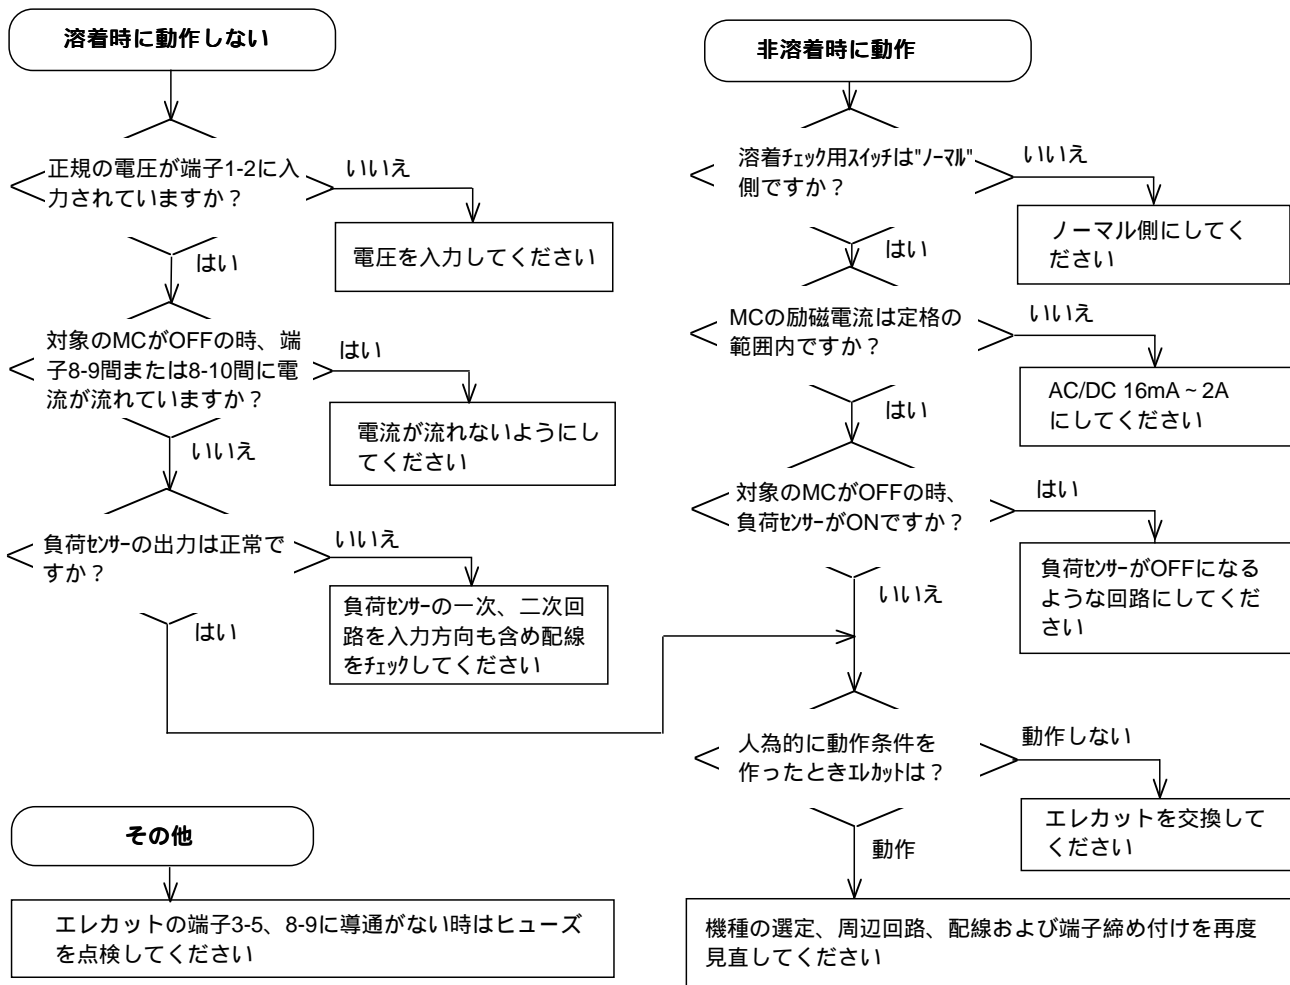 溶着時に動作しない
正規の電圧が端子1-2に入
力されていますか？
いいえ
電圧を入力してください
はい
対象のMCがOFFの時、端
子8-9間または8-10間に電
流が流れていますか？
はい
電流が流れないようにし
てください
いいえ
負荷ｾﾝｻｰの出力は正常で
すか？
いいえ
負荷ｾﾝｻｰの一次、二次回
路を入力方向も含め配線
をﾁｪｯｸしてください
はい
その他
エレカットの端子3-5、8-9に導通がない時はヒューズ
を点検してください
非溶着時に動作
溶着ﾁｪｯｸ用ｽｲｯﾁは"ﾉｰﾏﾙ"
側ですか？
いいえ
ノーマル側にしてく
ださい
はい
MCの励磁電流は定格の
範囲内ですか？
いいえ
AC/DC 16mA～2A
にしてください
はい
対象のMCがOFFの時、
負荷ｾﾝｻｰがONですか？
はい
負荷ｾﾝｻｰがOFFになる
ような回路にしてくだ
さい
いいえ
人為的に動作条件を
作ったときｴﾚｶｯﾄは？
動作しない
エレカットを交換して
ください
動作
機種の選定、周辺回路、配線および端子締め付けを再度
見直してください